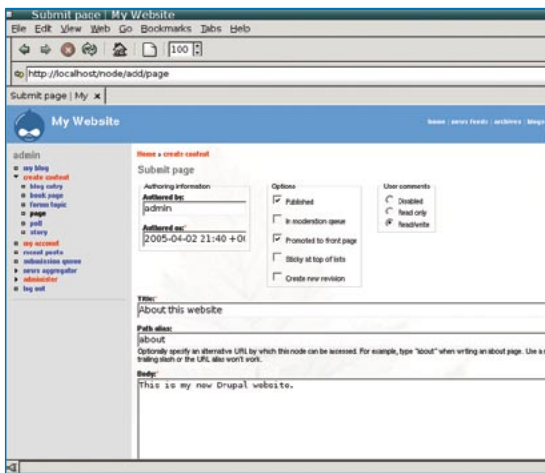 Submit page | My Website
File Edit View Web Go Bookmarks Tabs Help
100
http://localhost/node/add/page
Submit page | My x
My Website
home | news feeds | archives | blogs
admin
my blog
create content
blog entry
book page
forum topic
page
poll
story
my account
recent posts
submission queue
news aggregator
administer
log out
Home » create content
Submit page
Authoring information
Authored by:
admin
Authored on:*
2005-04-02 21:40 +0
Options
Published
In moderation queue
Promoted to front page
Sticky at top of lists
Create new revision
User comments
Disabled
Read only
Read/write
Title:*
About this website
Path alias:
about
Optionally specify an alternative URL by which this node can be accessed. For example, type "about" when writing an about page. Use a
trailing slash or the URL alias won't work.
Body:*
This is my new Drupal website.